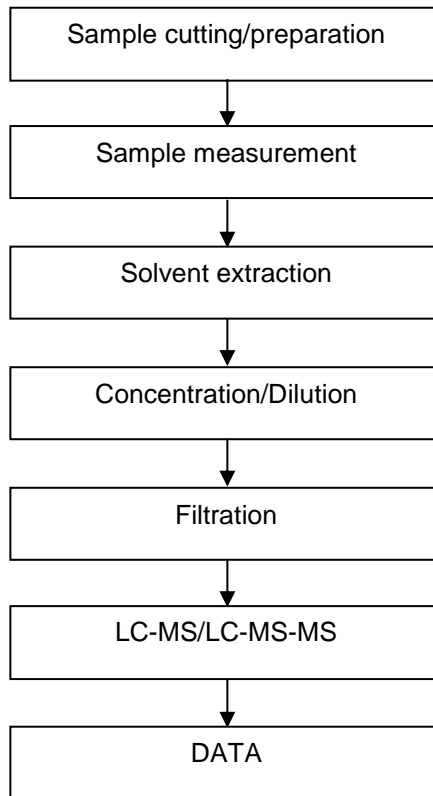 Sample cutting/preparation
Sample measurement
Solvent extraction
Concentration/Dilution
Filtration
LC-MS/LC-MS-MS
DATA